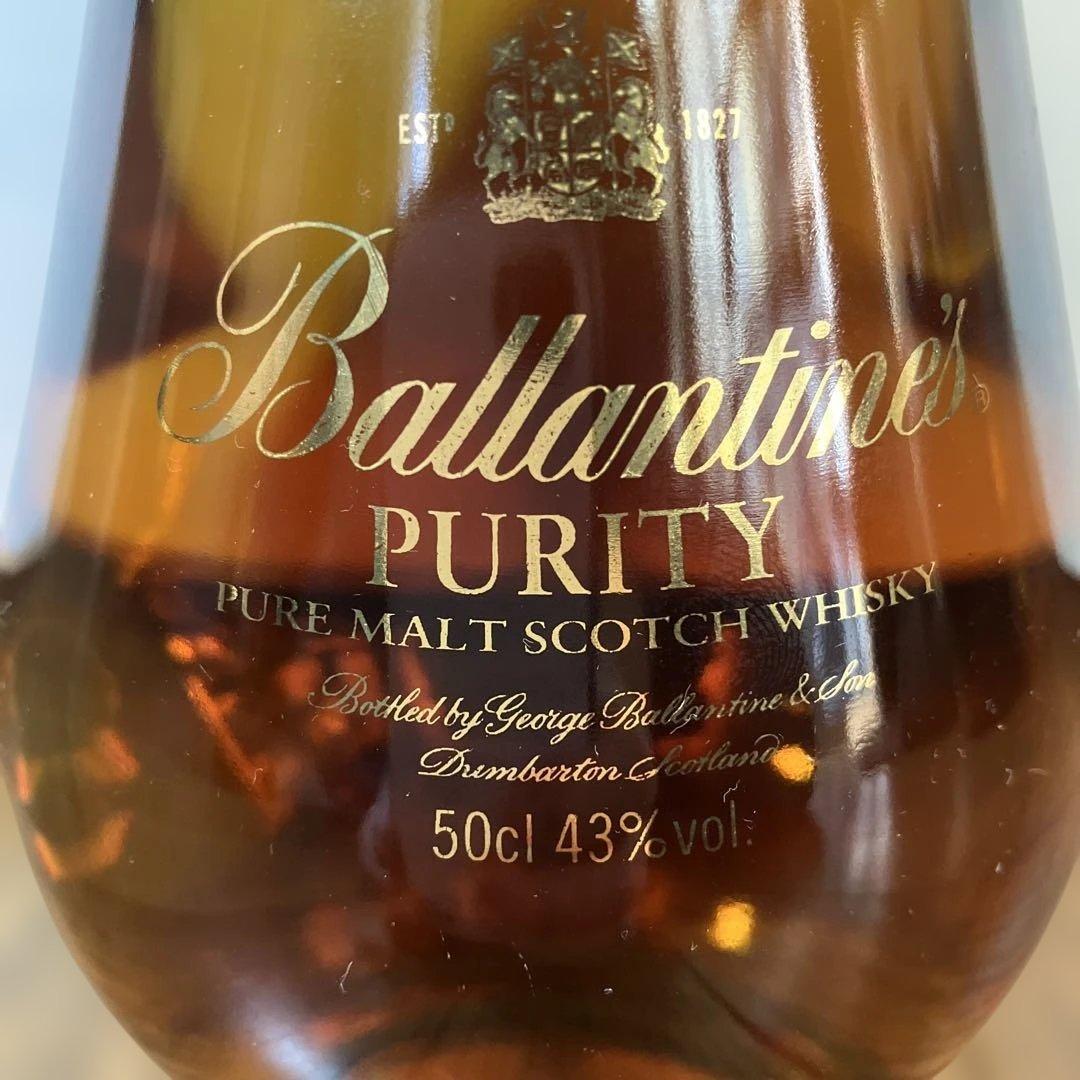 ESTD 1827
Ballantine's®
PURITY
PURE MALT SCOTCH WHISKY
Bottled by George Ballantine & Son
Dumbarton Scotland
50cl 43% vol.